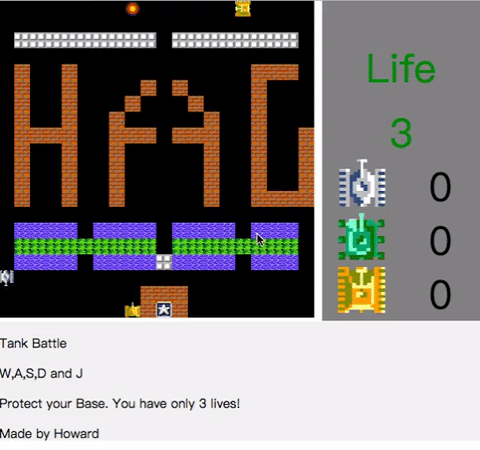 Life
3
0
0
0
Tank Battle
W,A,S,D and J
Protect your Base. You have only 3 lives!
Made by Howard